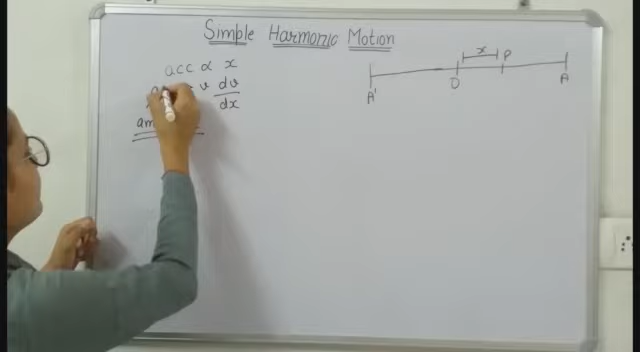 Simple Harmonic Motion
acc α x
v dv
dx
am
x
P
A' O A